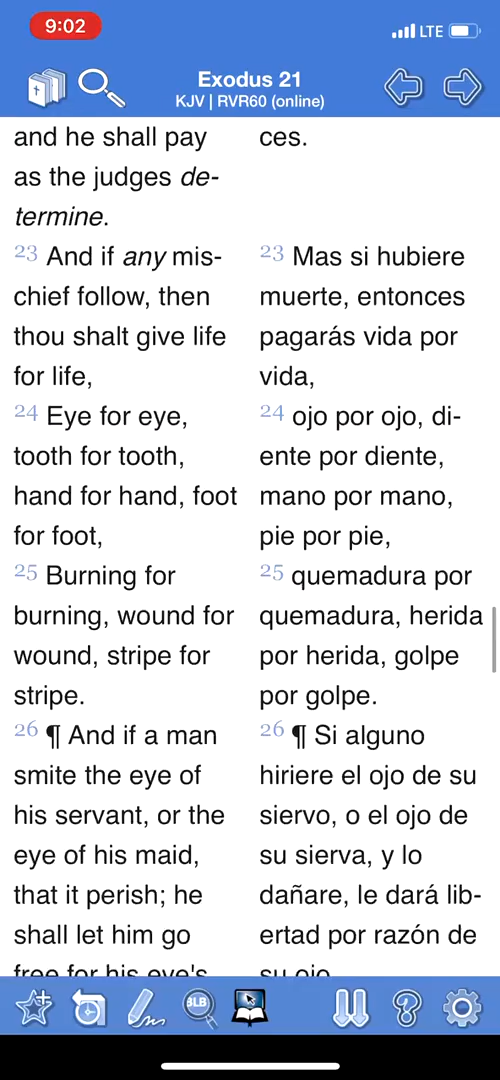 9:02
LTE
Exodus 21
KJV | RVR60 (online)
and he shall pay
as the judges de-
termine.
23 And if any mis-
chief follow, then
thou shalt give life
for life,
24 Eye for eye,
tooth for tooth,
hand for hand, foot
for foot,
25 Burning for
burning, wound for
wound, stripe for
stripe.
26 ¶ And if a man
smite the eye of
his servant, or the
eye of his maid,
that it perish; he
shall let him go
free for his eye's
ces.
23 Mas si hubiere
muerte, entonces
pagarás vida por
vida,
24 ojo por ojo, di-
ente por diente,
mano por mano,
pie por pie,
25 quemadura por
quemadura, herida
por herida, golpe
por golpe.
26 ¶ Si alguno
hiriere el ojo de su
siervo, o el ojo de
su sierva, y lo
dañare, le dará lib-
ertad por razón de
su ojo
BLB